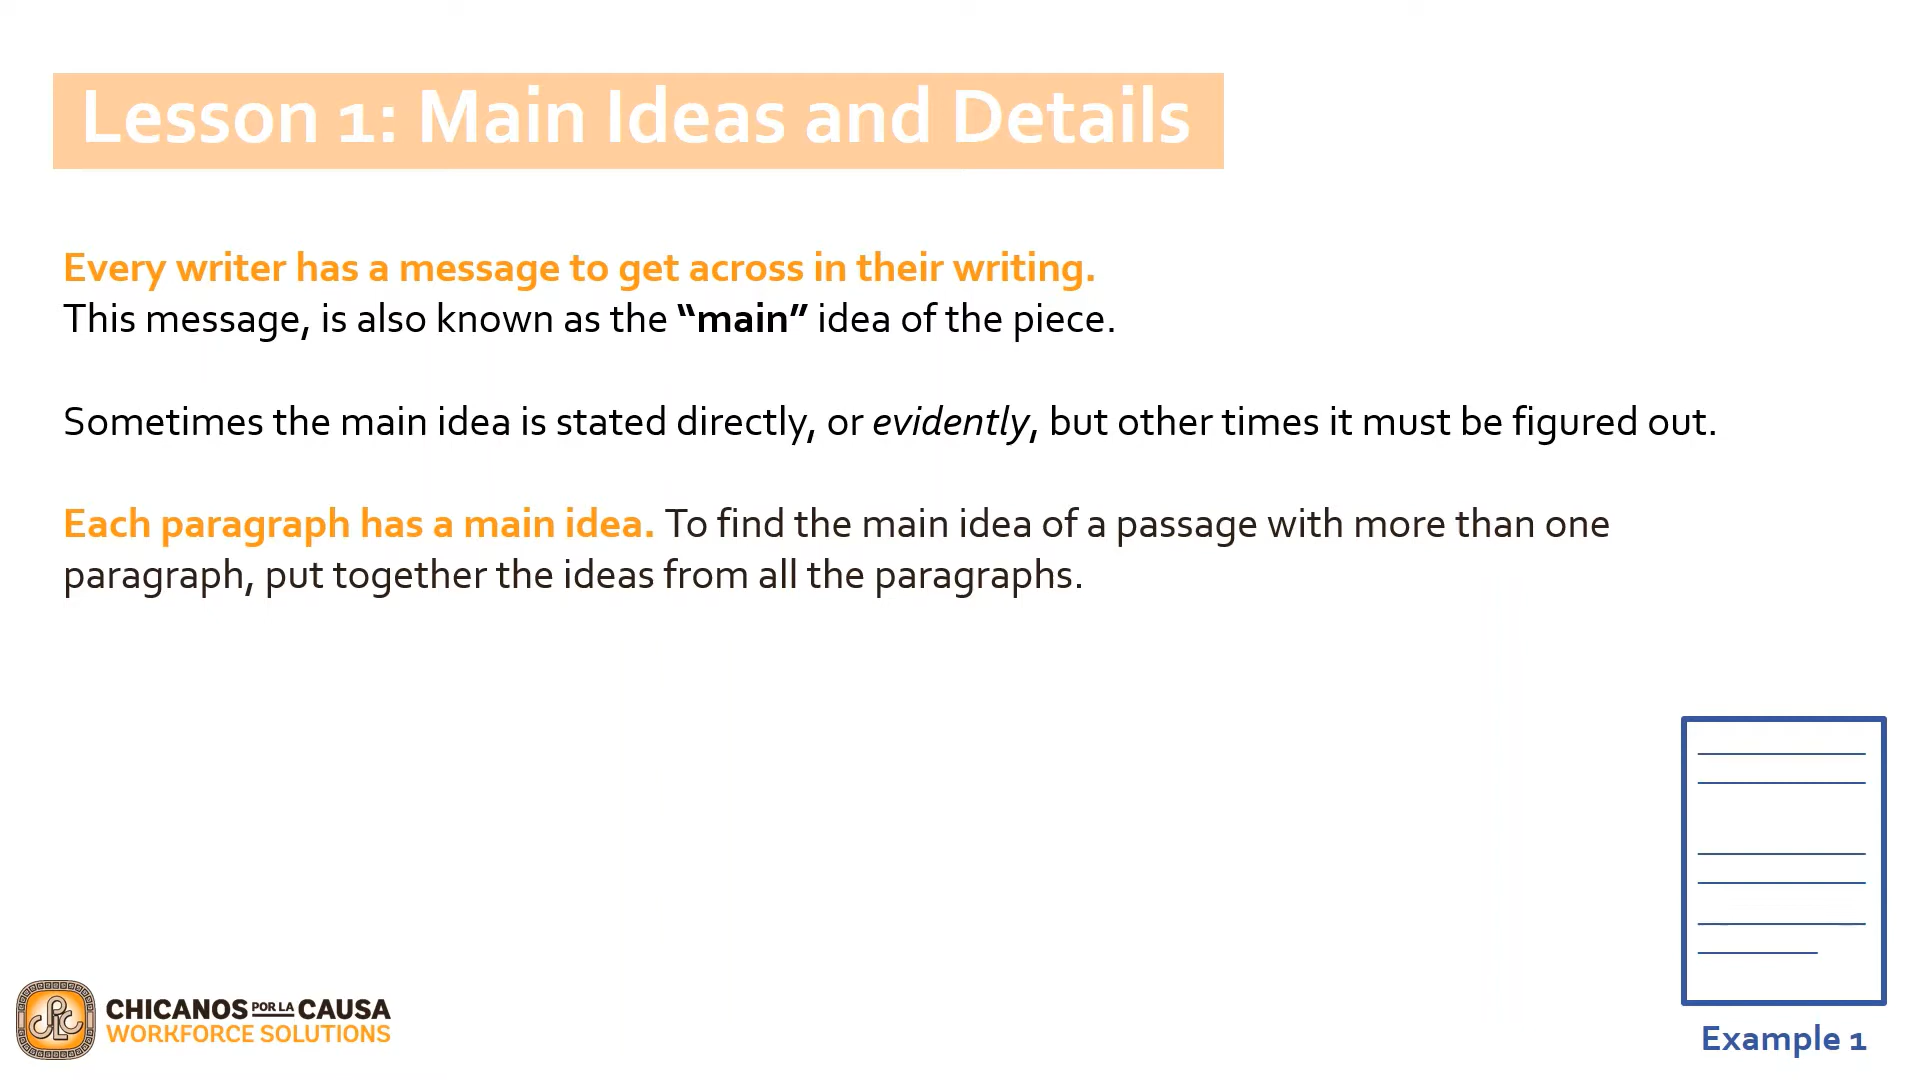 Lesson 1: Main Ideas and Details
Every writer has a message to get across in their writing.
This message, is also known as the “main” idea of the piece.
Sometimes the main idea is stated directly, or evidently, but other times it must be figured out.
Each paragraph has a main idea. To find the main idea of a passage with more than one
paragraph, put together the ideas from all the paragraphs.
CPLC
CHICANOS POR LA CAUSA
WORKFORCE SOLUTIONS
Example 1